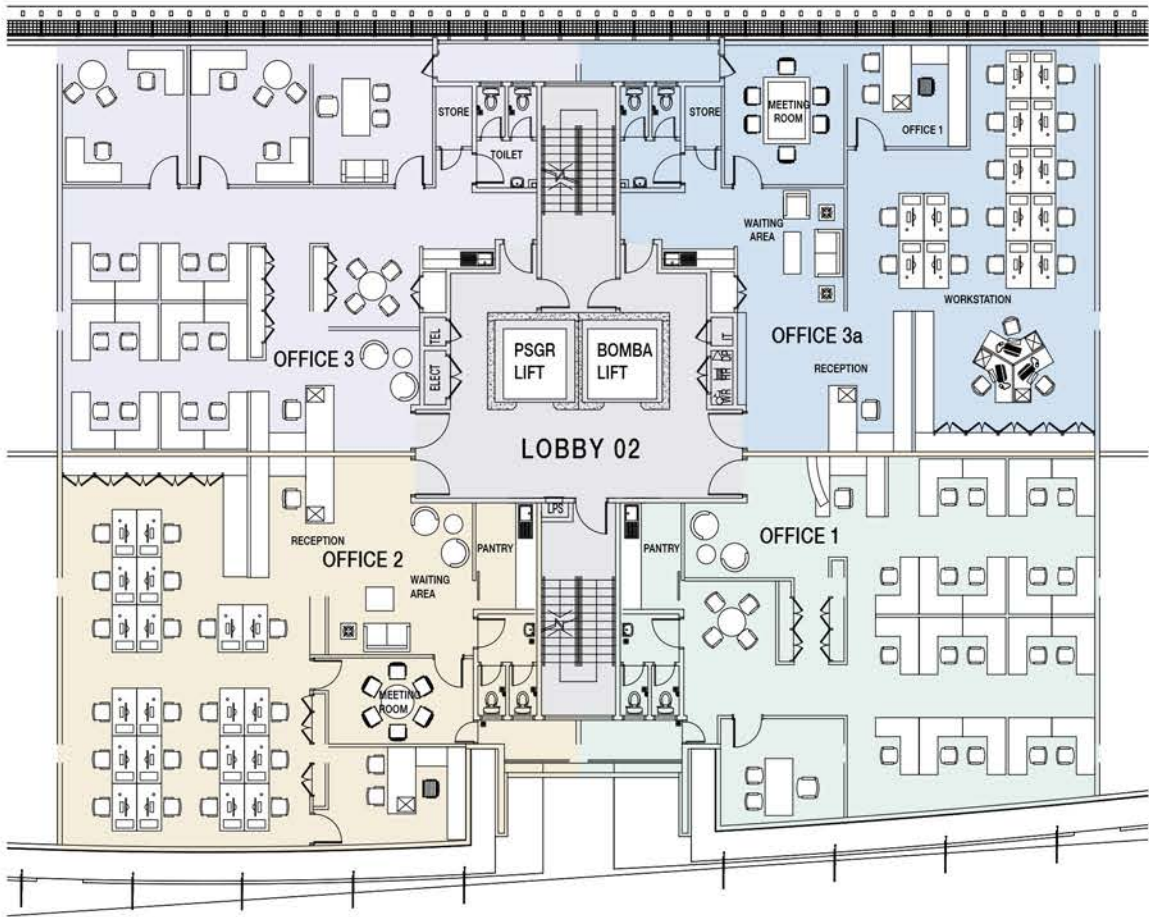 STORE
TOILET
STORE
MEETING
ROOM
OFFICE 1
WAITING
AREA
WORKSTATION
TEL
ELECT
PSGR
LIFT
BOMBA
LIFT
IT
OFFICE 3
OFFICE 3a
RECEPTION
LOBBY 02
LPS
RECEPTION
OFFICE 2
PANTRY
PANTRY
OFFICE 1
WAITING
AREA
MEETING
ROOM